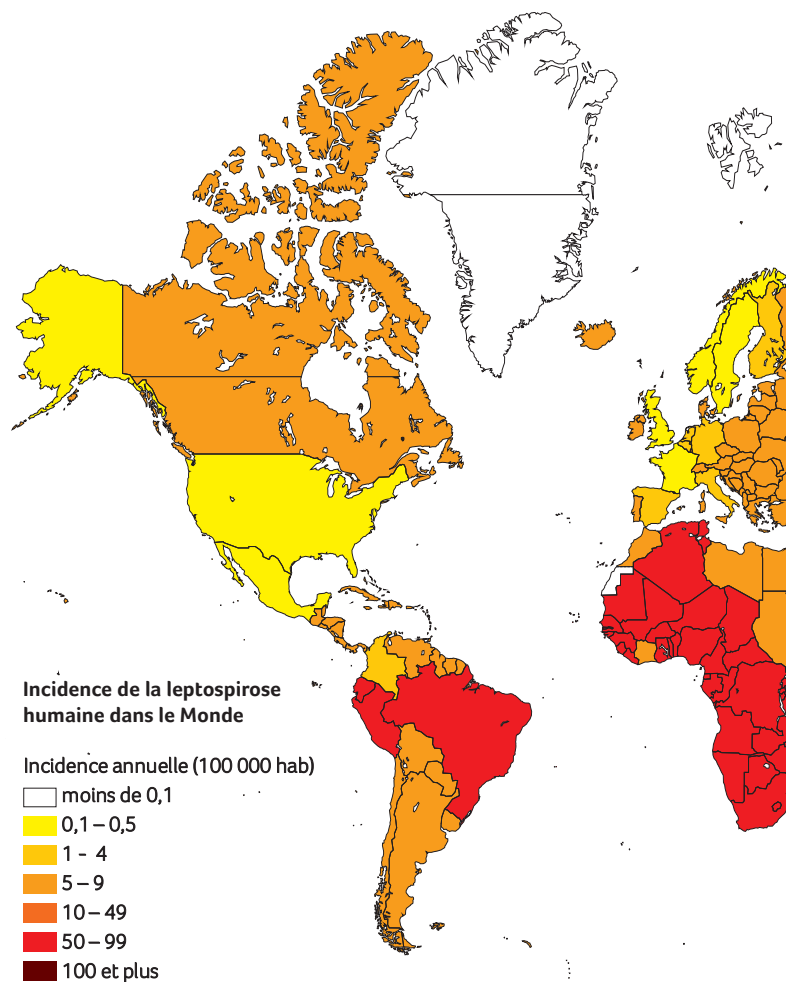 Incidence de la leptospirose
humaine dans le Monde
Incidence annuelle (100 000 hab)
moins de 0,1
0,1 – 0,5
1 - 4
5 – 9
10 – 49
50 – 99
100 et plus